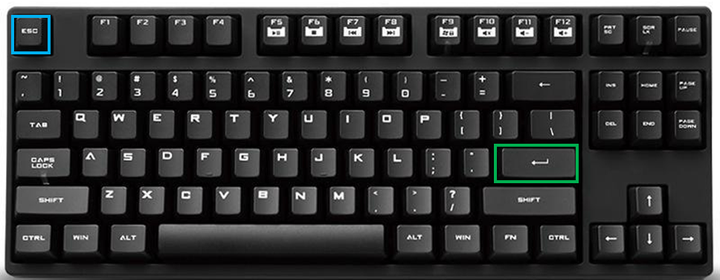 ESC F1 F2 F3 F4 F5 F6 F7 F8 F9 F10 F11 F12 PRT SC SCR LK PAUSE
~ ! @ # $ % ^ & * ( ) _ + ← INS HOME PAGE UP
, 1 2 3 4 5 6 7 8 9 0 - =
TAB Q W E R T Y U I O P { } | DEL END PAGE DOWN
[ ] \
CAPS LOCK A S D F G H J K L : " ↵
; '
SHIFT Z X C V B N M < > ? SHIFT ↑
, . /
CTRL WIN ALT ALT WIN FN CTRL ← ↓ →